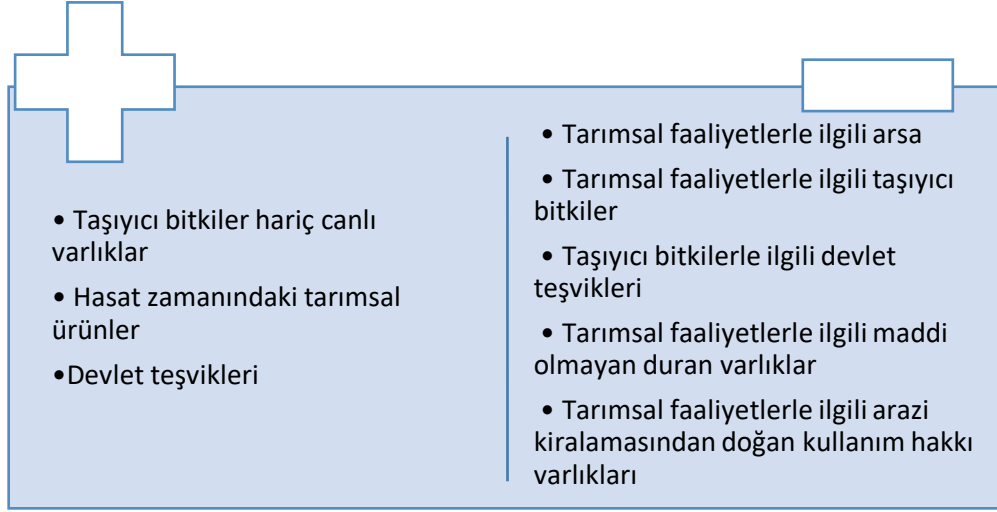 • Taşıyıcı bitkiler hariç canlı
varlıklar
• Hasat zamanındaki tarımsal
ürünler
•Devlet teşvikleri
• Tarımsal faaliyetlerle ilgili arsa
• Tarımsal faaliyetlerle ilgili taşıyıcı
bitkiler
• Taşıyıcı bitkilerle ilgili devlet
teşvikleri
• Tarımsal faaliyetlerle ilgili maddi
olmayan duran varlıklar
• Tarımsal faaliyetlerle ilgili arazi
kiralamasından doğan kullanım hakkı
varlıkları